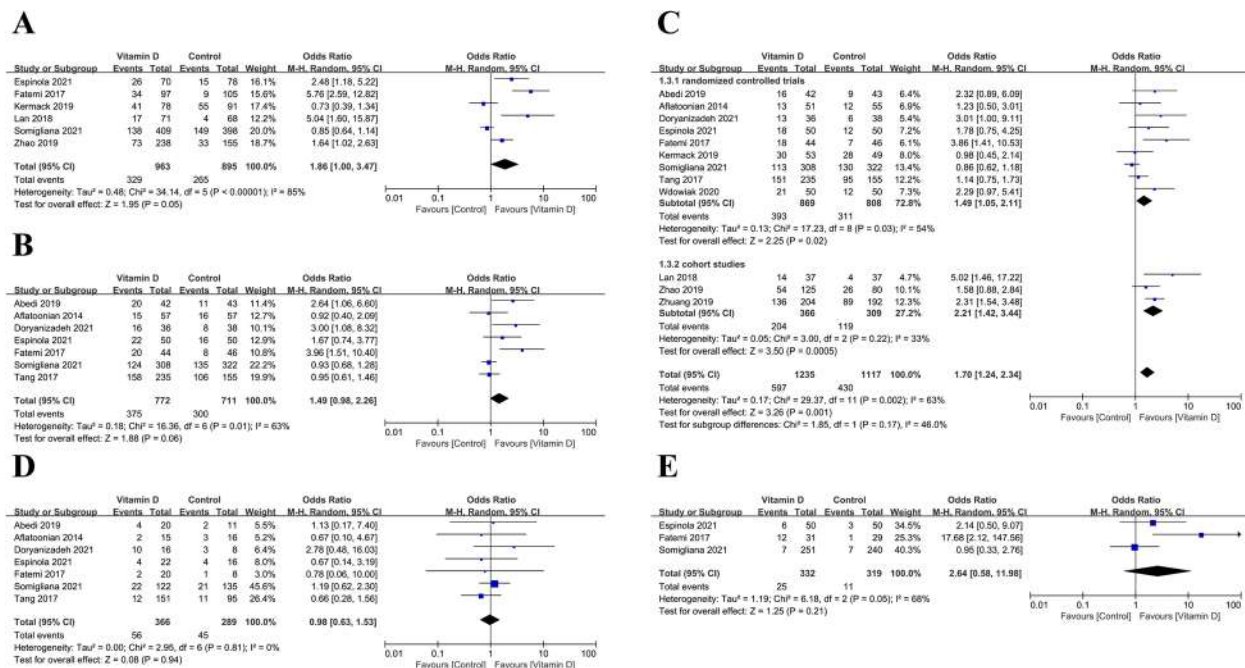 A
Vitamin D Control Odds Ratio Odds Ratio
Study or Subgroup Events Total Events Total Weight M-H. Random. 95% CI M-H. Random. 95% CI
Espinola 2021 26 70 15 78 16.1% 2.48 [1.18, 5.22]
Fatemi 2017 34 97 9 105 15.4% 5.76 [2.59, 12.82]
Kermack 2019 41 78 55 91 17.4% 0.73 [0.39, 1.34]
Lan 2018 17 71 4 68 11.5% 5.04 [1.60, 15.87]
Somigliana 2021 138 409 149 398 20.9% 0.85 [0.64, 1.14]
Zhao 2019 73 238 33 155 18.7% 1.64 [1.02, 2.63]
Total (95% CI) 963 895 100.0% 1.86 [1.00, 3.47]
Total events 329 265
Heterogeneity: Tau² = 0.48; Chi² = 34.14, df = 5 (P < 0.00001); I² = 85%
Test for overall effect: Z = 1.95 (P = 0.05)
0.01 0.1 1 10 100
Favours [Control] Favours [Vitamin D]
B
Vitamin D Control Odds Ratio Odds Ratio
Study or Subgroup Events Total Events Total Weight M-H. Random. 95% CI M-H. Random. 95% CI
Abedi 2019 20 42 11 43 11.4% 2.64 [1.06, 6.60]
Aflatoonian 2014 15 57 16 57 12.7% 0.92 [0.40, 2.09]
Doryanizadeh 2021 16 36 8 38 10.1% 3.00 [1.08, 8.32]
Espinola 2021 22 50 16 50 12.9% 1.67 [0.74, 3.77]
Fatemi 2017 20 44 8 46 10.8% 3.96 [1.51, 10.40]
Somigliana 2021 124 308 135 322 22.2% 0.93 [0.68, 1.28]
Tang 2017 158 235 106 155 19.9% 0.95 [0.61, 1.46]
Total (95% CI) 772 711 100.0% 1.49 [0.98, 2.26]
Total events 375 300
Heterogeneity: Tau² = 0.18; Chi² = 16.36, df = 6 (P = 0.01); I² = 63%
Test for overall effect: Z = 1.88 (P = 0.06)
0.01 0.1 1 10 100
Favours [Control] Favours [Vitamin D]
D
Vitamin D Control Odds Ratio Odds Ratio
Study or Subgroup Events Total Events Total Weight M-H. Random. 95% CI M-H. Random. 95% CI
Abedi 2019 4 20 2 11 5.5% 1.13 [0.17, 7.40]
Aflatoonian 2014 2 15 3 16 5.2% 0.67 [0.10, 4.67]
Doryanizadeh 2021 10 16 3 8 6.4% 2.78 [0.48, 16.03]
Espinola 2021 4 22 4 16 8.1% 0.67 [0.14, 3.19]
Fatemi 2017 2 20 1 8 2.9% 0.78 [0.06, 10.00]
Somigliana 2021 22 122 21 135 45.6% 1.19 [0.62, 2.30]
Tang 2017 12 151 11 95 26.4% 0.66 [0.28, 1.56]
Total (95% CI) 366 289 100.0% 0.98 [0.63, 1.53]
Total events 56 45
Heterogeneity: Tau² = 0.00; Chi² = 2.95, df = 6 (P = 0.81); I² = 0%
Test for overall effect: Z = 0.08 (P = 0.94)
0.01 0.1 1 10 100
Favours [Control] Favours [Vitamin D]
C
Vitamin D Control Odds Ratio Odds Ratio
Study or Subgroup Events Total Events Total Weight M-H. Random. 95% CI M-H. Random. 95% CI
1.3.1 randomized controlled trials
Abedi 2019 16 42 9 43 6.4% 2.32 [0.89, 6.09]
Aflatoonian 2014 13 51 12 55 7.0% 1.23 [0.50, 3.01]
Doryanizadeh 2021 13 36 6 38 5.4% 3.01 [1.00, 9.11]
Espinola 2021 18 50 12 50 7.4% 1.78 [0.75, 4.25]
Fatemi 2017 18 44 7 46 6.0% 3.86 [1.41, 10.53]
Kermack 2019 30 53 28 49 8.2% 0.98 [0.45, 2.14]
Somigliana 2021 113 308 130 322 13.4% 0.86 [0.62, 1.18]
Tang 2017 151 235 95 155 12.0% 1.14 [0.75, 1.73]
Wdowiak 2020 21 50 12 50 7.5% 2.29 [0.97, 5.41]
Subtotal (95% CI) 869 808 72.8% 1.49 [1.05, 2.11]
Total events 393 311
Heterogeneity: Tau² = 0.13; Chi² = 17.23, df = 8 (P = 0.03); I² = 54%
Test for overall effect: Z = 2.25 (P = 0.02)
1.3.2 cohort studies
Lan 2018 14 37 4 37 4.7% 5.02 [1.46, 17.22]
Zhao 2019 54 125 26 80 10.1% 1.58 [0.88, 2.84]
Zhuang 2019 136 204 89 192 12.3% 2.31 [1.54, 3.48]
Subtotal (95% CI) 366 309 27.2% 2.21 [1.42, 3.44]
Total events 204 119
Heterogeneity: Tau² = 0.05; Chi² = 3.00, df = 2 (P = 0.22); I² = 33%
Test for overall effect: Z = 3.50 (P = 0.0005)
Total (95% CI) 1235 1117 100.0% 1.70 [1.24, 2.34]
Total events 597 430
Heterogeneity: Tau² = 0.17; Chi² = 29.37, df = 11 (P = 0.002); I² = 63%
Test for overall effect: Z = 3.26 (P = 0.001)
Test for subgroup differences: Chi² = 1.85, df = 1 (P = 0.17), I² = 46.0%
0.01 0.1 1 10 100
Favours [Control] Favours [Vitamin D]
E
Vitamin D Control Odds Ratio Odds Ratio
Study or Subgroup Events Total Events Total Weight M-H. Random. 95% CI M-H. Random. 95% CI
Espinola 2021 6 50 3 50 34.5% 2.14 [0.50, 9.07]
Fatemi 2017 12 31 1 29 25.3% 17.68 [2.12, 147.56]
Somigliana 2021 7 251 7 240 40.3% 0.95 [0.33, 2.76]
Total (95% CI) 332 319 100.0% 2.64 [0.58, 11.98]
Total events 25 11
Heterogeneity: Tau² = 1.19; Chi² = 6.18, df = 2 (P = 0.05); I² = 68%
Test for overall effect: Z = 1.25 (P = 0.21)
0.01 0.1 1 10 100
Favours [Control] Favours [Vitamin D]